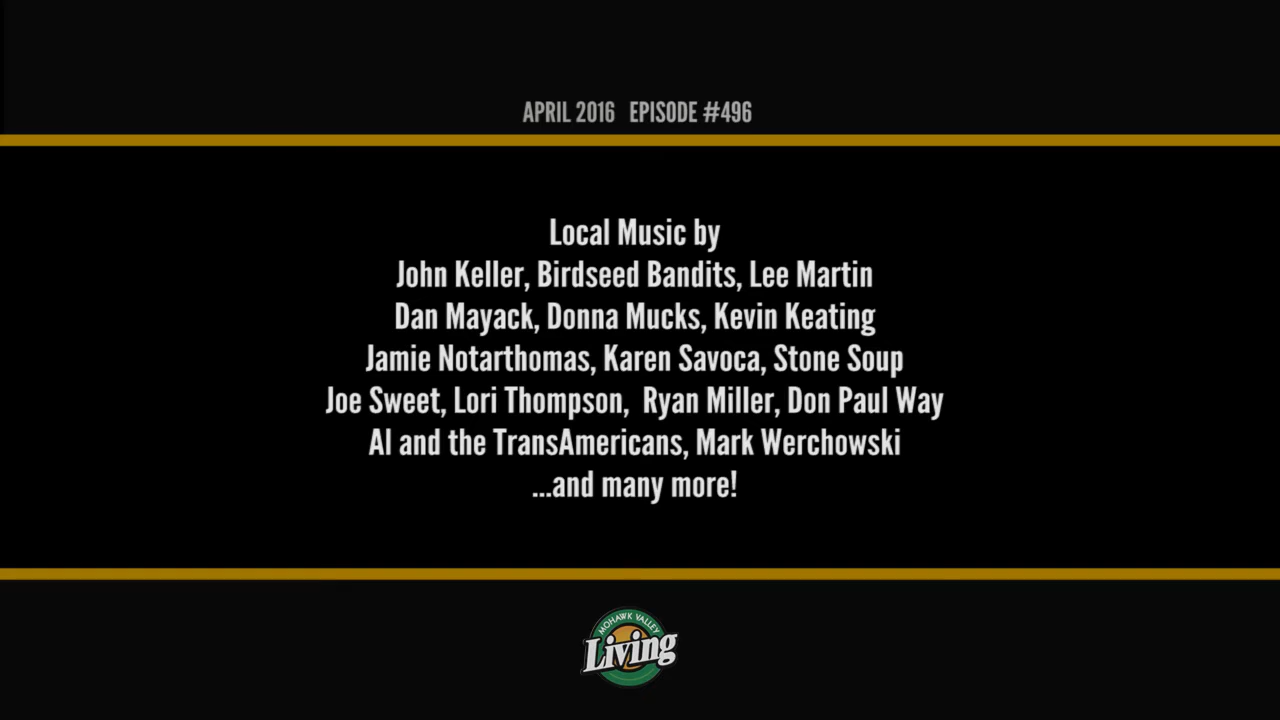 APRIL 2016 EPISODE #496
Local Music by
John Keller, Birdseed Bandits, Lee Martin
Dan Mayack, Donna Mucks, Kevin Keating
Jamie Notarthomas, Karen Savoca, Stone Soup
Joe Sweet, Lori Thompson, Ryan Miller, Don Paul Way
Al and the TransAmericans, Mark Werchowski
...and many more!
MOHAWK VALLEY
Living